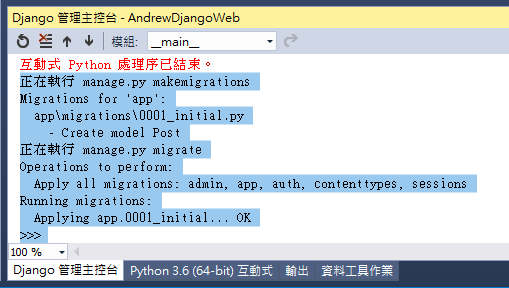 Django 管理主控台 - AndrewDjangoWeb
模組: __main__
互動式 Python 處理序已結束。
正在執行 manage.py makemigrations
Migrations for 'app':
  app\migrations\0001_initial.py
    - Create model Post
正在執行 manage.py migrate
Operations to perform:
  Apply all migrations: admin, app, auth, contenttypes, sessions
Running migrations:
  Applying app.0001_initial... OK
>>>
100 %
Django 管理主控台 Python 3.6 (64-bit) 互動式 輸出 資料工具作業